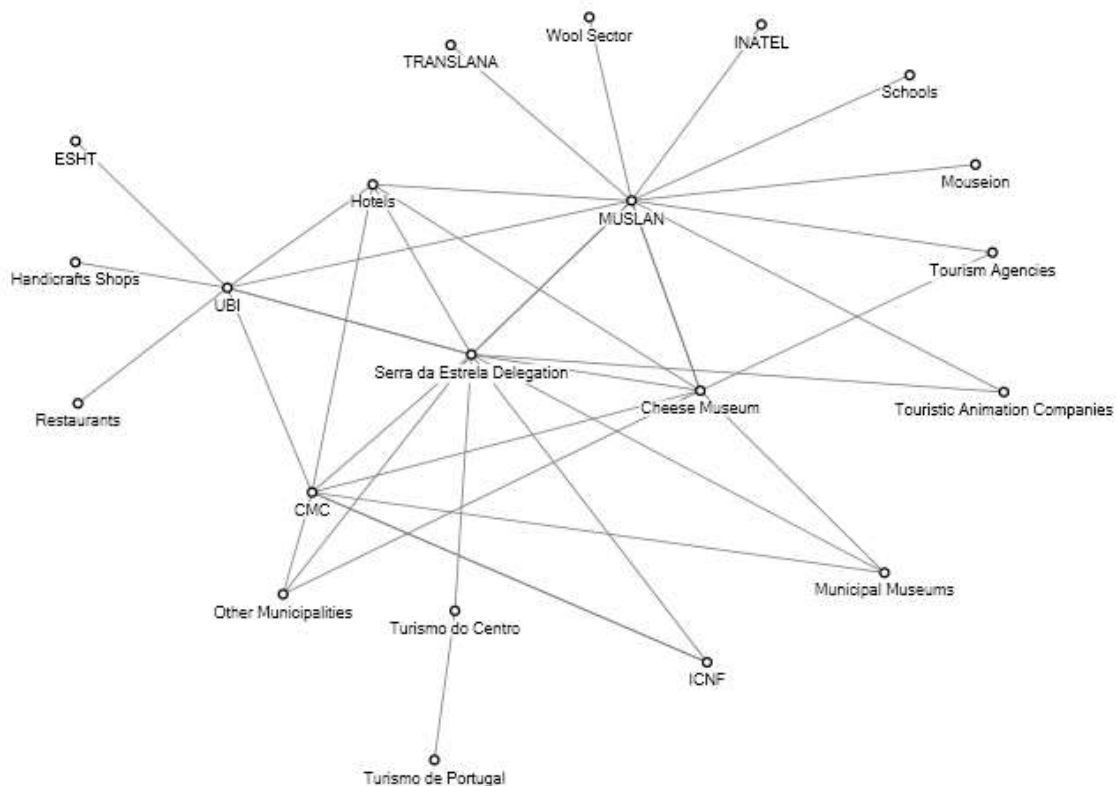 Wool Sector
INATEL
TRANSLANA
Schools
ESHT
Mouseion
Hotels
MUSLAN
Handicrafts Shops
Tourism Agencies
UBI
Serra da Estrela Delegation
Cheese Museum
Touristic Animation Companies
Restaurants
CMC
Municipal Museums
Other Municipalities
Turismo do Centro
ICNF
Turismo de Portugal